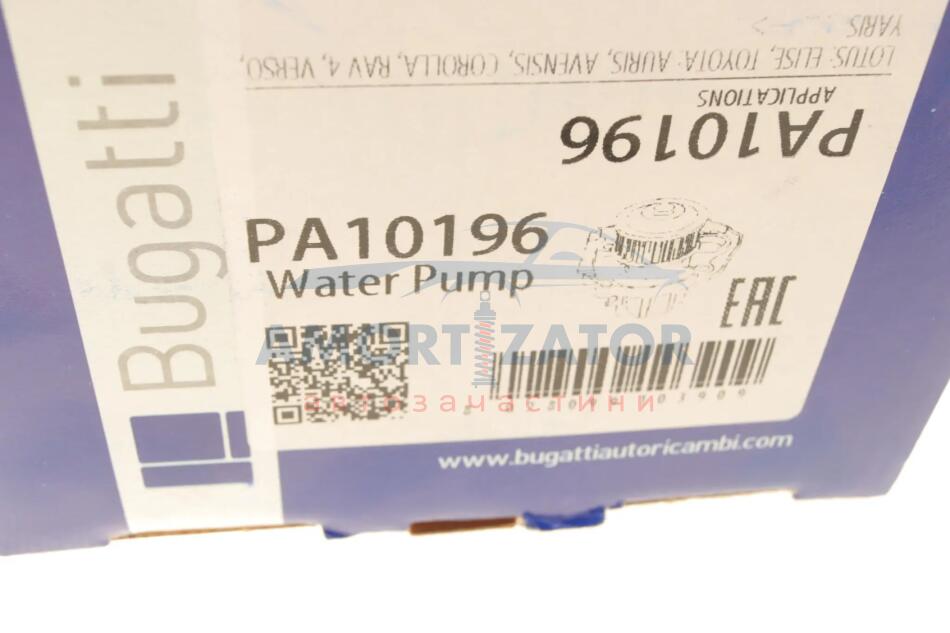 YARIS
LOTUS: ELISE, TOYOTA: AURIS, AVENSIS, COROLLA, RAV 4, VERSO,
APPLICATIONS
PA10196
Bugatti
PA10196
Water Pump
EAC
AMORTIZATOR
автозапчастини
www.bugattiautoricambi.com